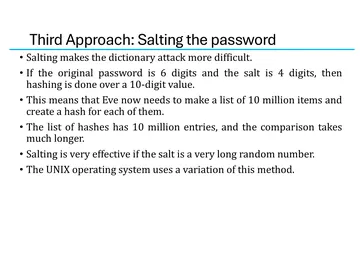 Third Approach: Salting the password
• Salting makes the dictionary attack more difficult.
• If the original password is 6 digits and the salt is 4 digits, then
hashing is done over a 10-digit value.
• This means that Eve now needs to make a list of 10 million items and
create a hash for each of them.
• The list of hashes has 10 million entries, and the comparison takes
much longer.
• Salting is very effective if the salt is a very long random number.
• The UNIX operating system uses a variation of this method.